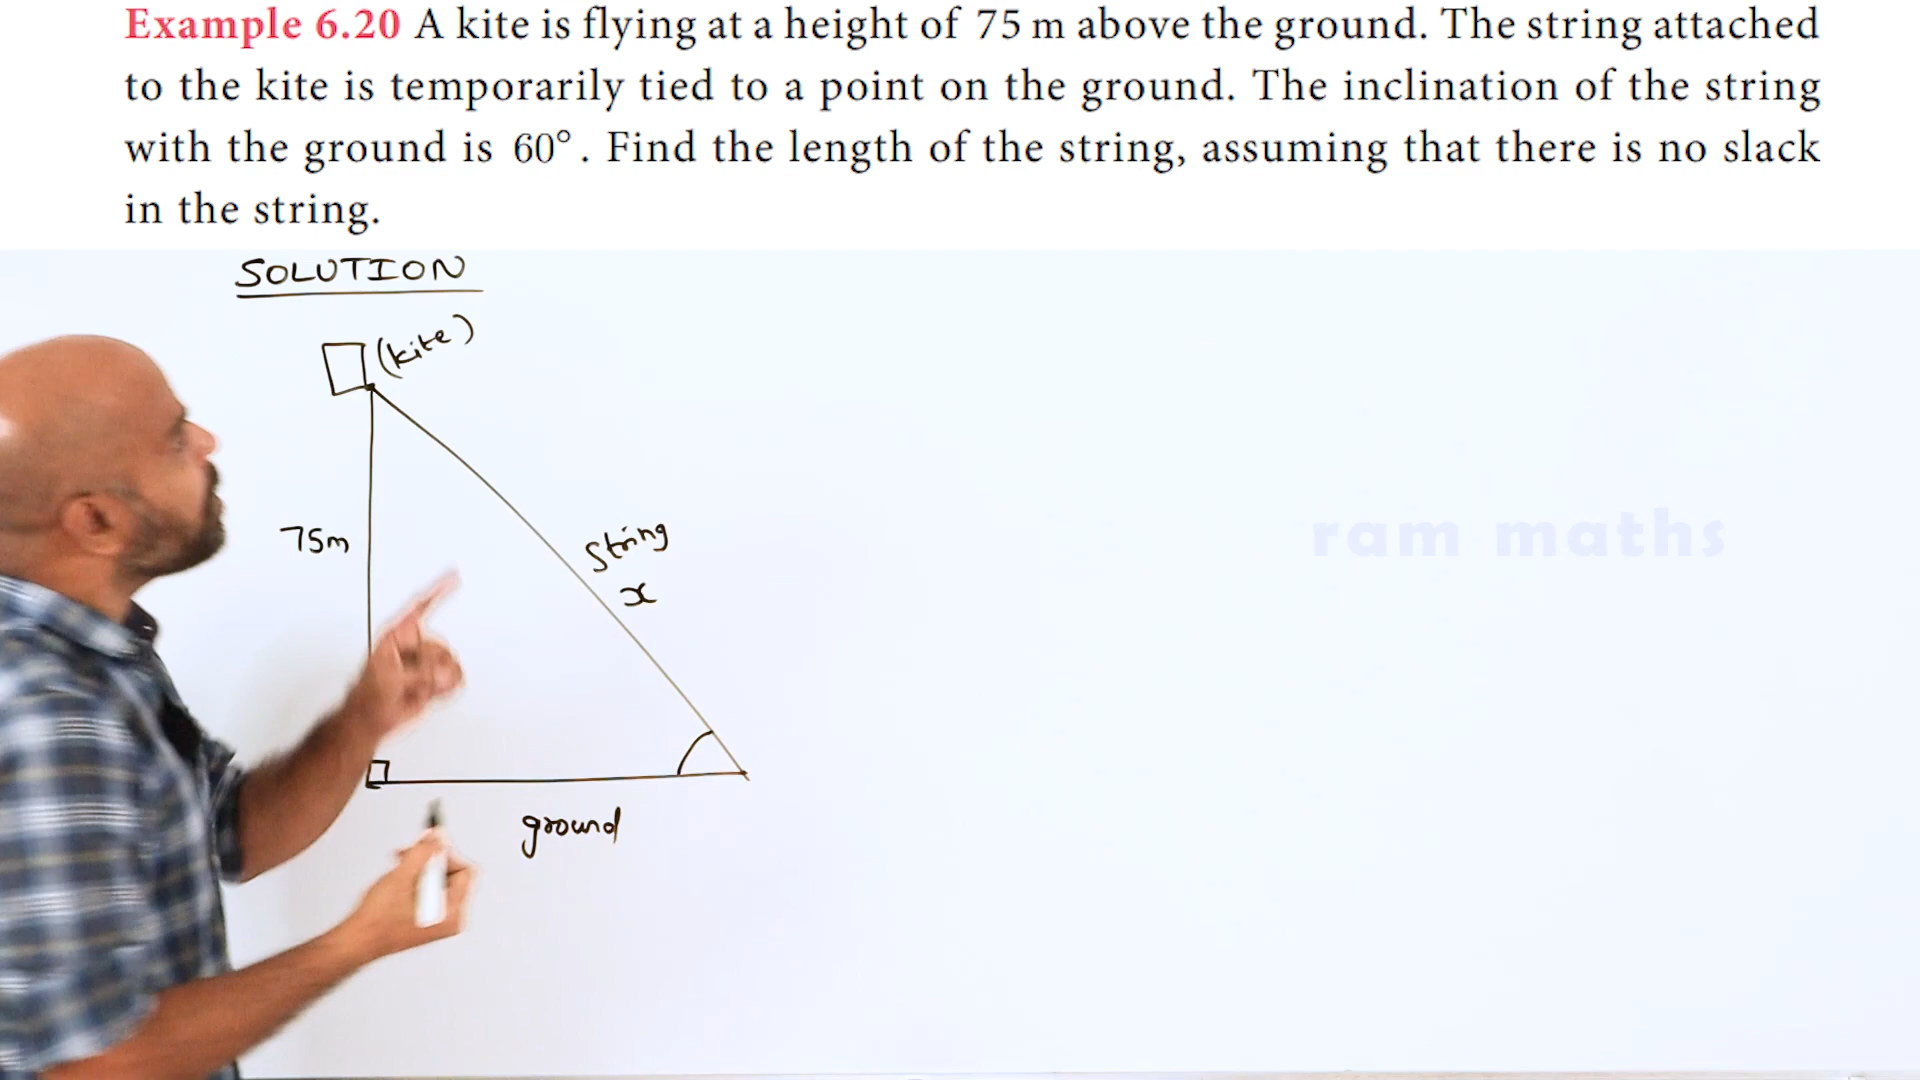 Example 6.20 A kite is flying at a height of 75 m above the ground. The string attached
to the kite is temporarily tied to a point on the ground. The inclination of the string
with the ground is 60°. Find the length of the string, assuming that there is no slack
in the string.
SOLUTION
(kite)
75m
string
x
ram maths
ground